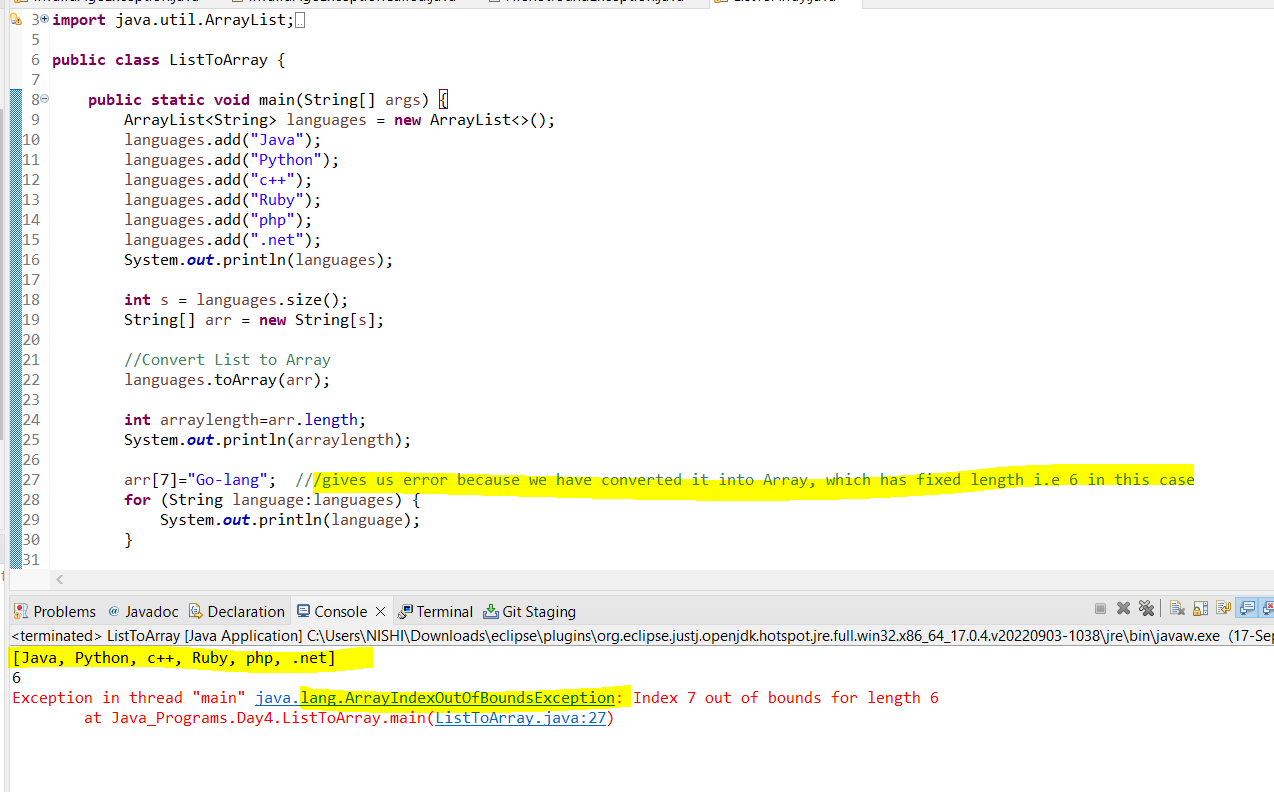 3 import java.util.ArrayList;
5
6 public class ListToArray {
7
8 public static void main(String[] args) {
9 ArrayList<String> languages = new ArrayList<>();
10 languages.add("Java");
11 languages.add("Python");
12 languages.add("c++");
13 languages.add("Ruby");
14 languages.add("php");
15 languages.add(".net");
16 System.out.println(languages);
17
18 int s = languages.size();
19 String[] arr = new String[s];
20
21 //Convert List to Array
22 languages.toArray(arr);
23
24 int arraylength=arr.length;
25 System.out.println(arraylength);
26
27 arr[7]="Go-lang"; ///gives us error because we have converted it into Array, which has fixed length i.e 6 in this case
28 for (String language:languages) {
29 System.out.println(language);
30 }
31
Problems @ Javadoc Declaration Console Terminal Git Staging
<terminated> ListToArray [Java Application] C:\Users\NISHI\Downloads\eclipse\plugins\org.eclipse.justj.openjdk.hotspot.jre.full.win32.x86_64_17.0.4.v20220903-1038\jre\bin\javaw.exe (17-Sep
[Java, Python, c++, Ruby, php, .net]
6
Exception in thread "main" java.lang.ArrayIndexOutOfBoundsException: Index 7 out of bounds for length 6
at Java_Programs.Day4.ListToArray.main(ListToArray.java:27)